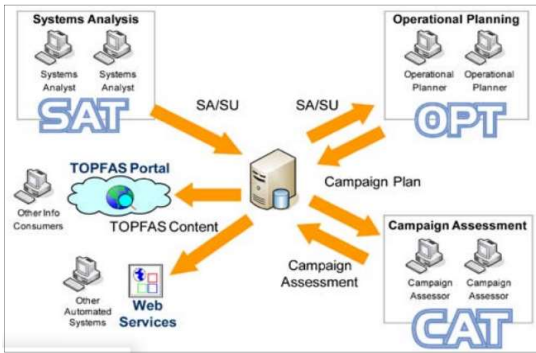 Systems Analysis
Systems Analyst
Systems Analyst
SAT
SA/SU
SA/SU
Operational Planning
Operational Planner
Operational Planner
OPT
TOPFAS Portal
Other Info Consumers
TOPFAS Content
Campaign Plan
Other Automated Systems
Web Services
Campaign Assessment
Campaign Assessment
Campaign Assessor
Campaign Assessor
CAT